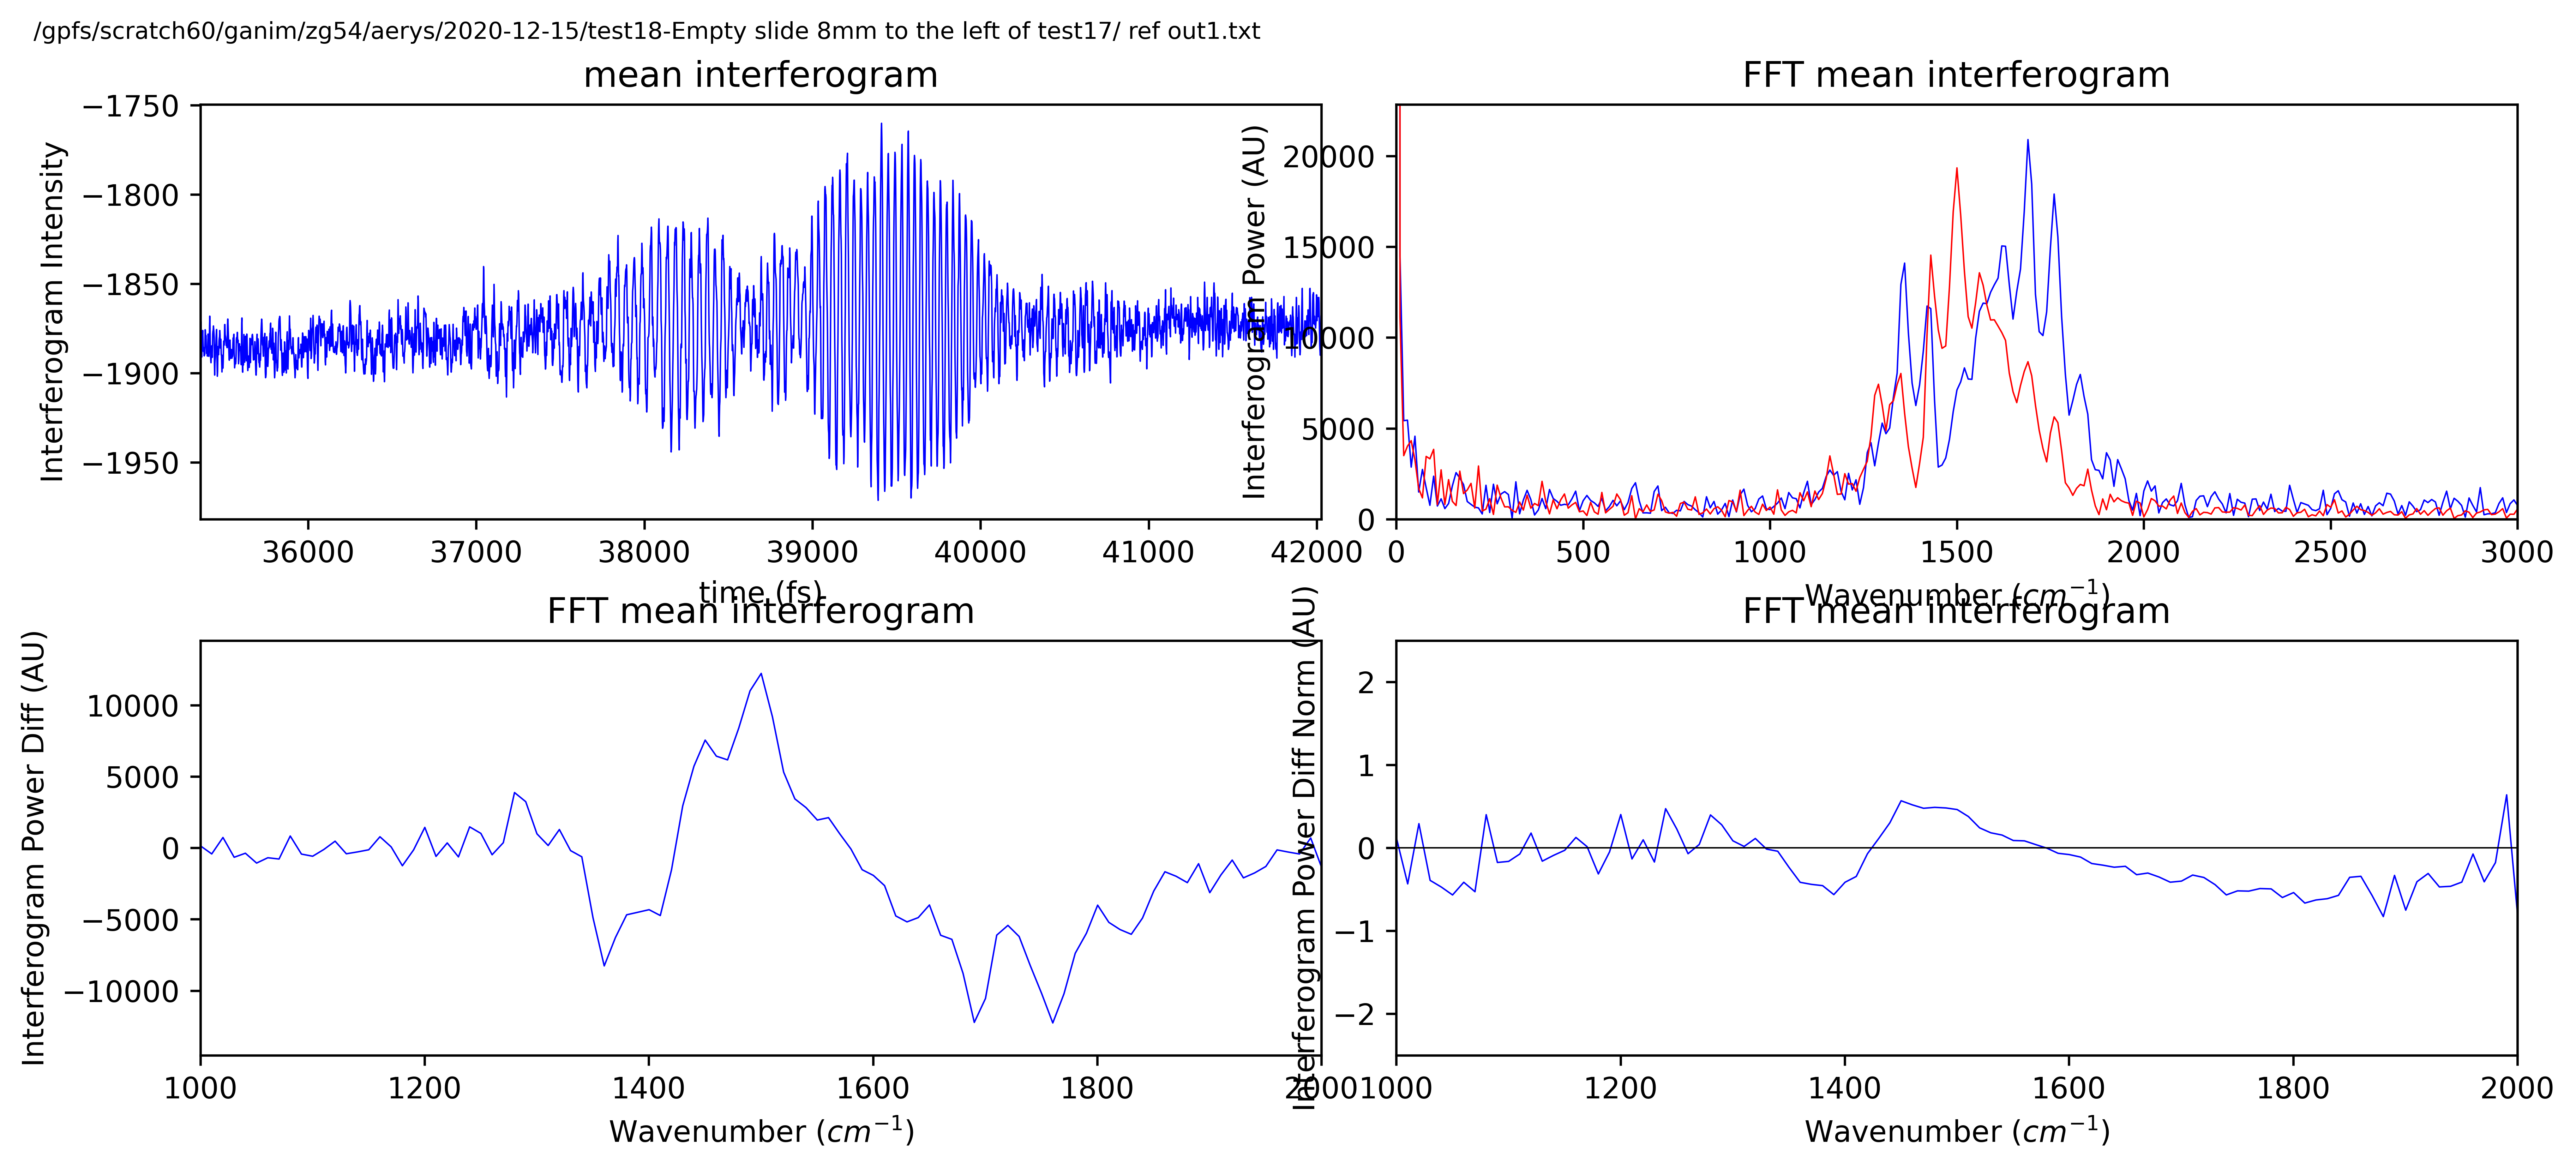 /gpfs/scratch60/ganim/zg54/aerys/2020-12-15/test18-Empty slide 8mm to the left of test17/ ref out1.txt
mean interferogram
Interferogram Intensity
−1750
−1800
−1850
−1900
−1950
36000 37000 38000 39000 40000 41000 42000
time (fs)
FFT mean interferogram
Interferogram Power (AU)
20000
15000
10000
5000
0
0 500 1000 1500 2000 2500 3000
Wavenumber (cm⁻¹)
FFT mean interferogram
Interferogram Power Diff (AU)
10000
5000
0
−5000
−10000
1000 1200 1400 1600 1800 2000
Wavenumber (cm⁻¹)
FFT mean interferogram
Interferogram Power Diff Norm (AU)
2
1
0
−1
−2
1000 1200 1400 1600 1800 2000
Wavenumber (cm⁻¹)